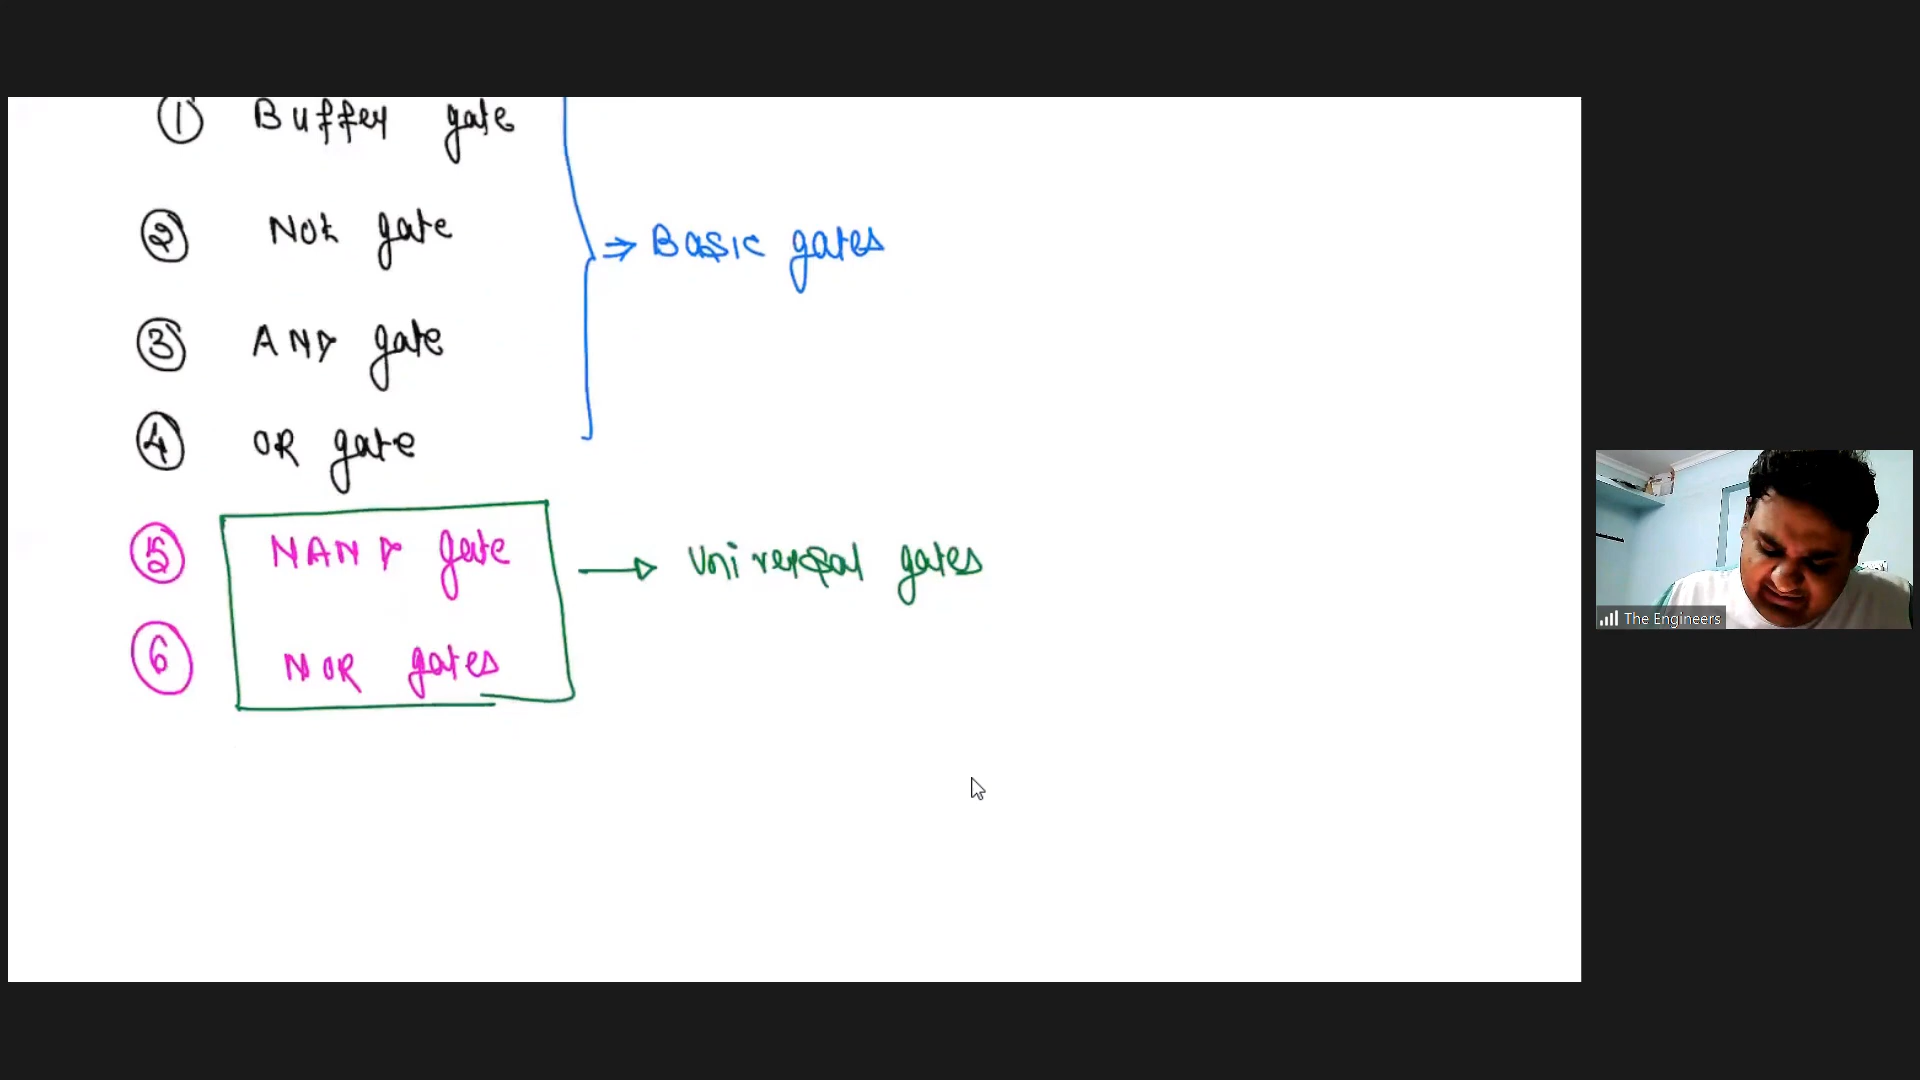 ① Buffer gate
② Not gate
⇒ Basic gates
③ AND gate
④ OR gate
⑤ NAND gate → Universal gates
⑥ NOR gates
The Engineers